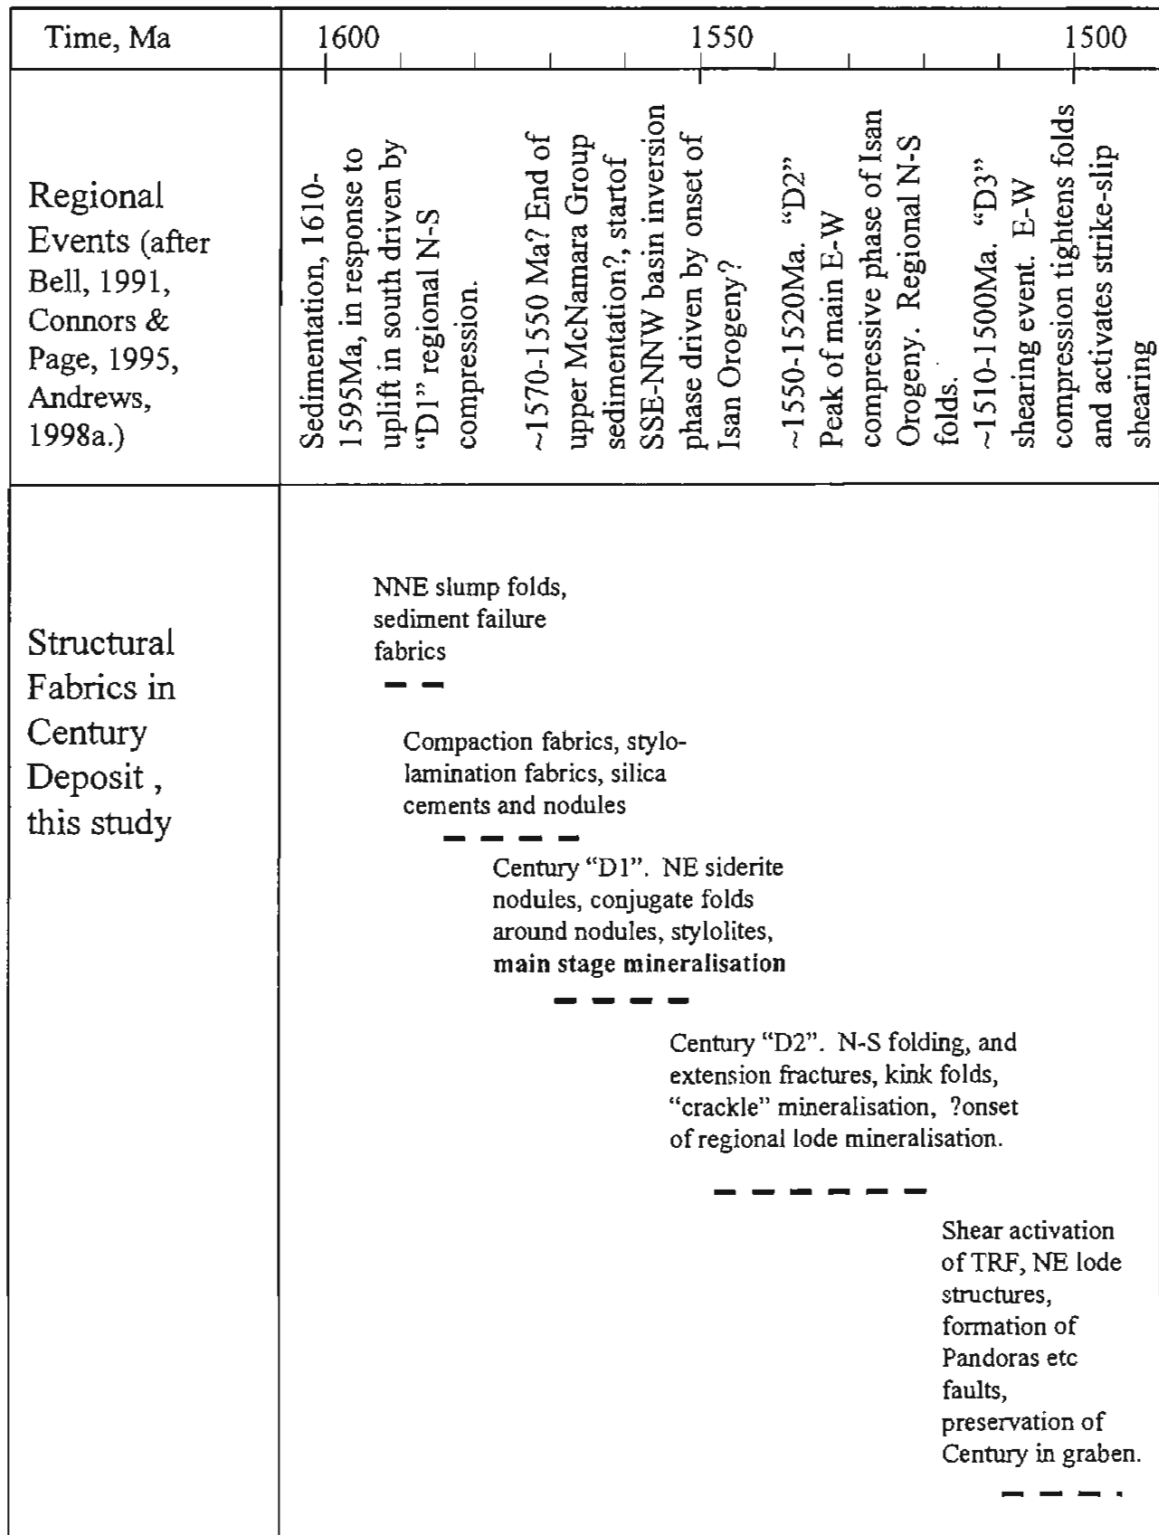 Time, Ma
1600
1550
1500
Regional
Events (after
Bell, 1991,
Connors &
Page, 1995,
Andrews,
1998a.)
Sedimentation, 1610-
1595Ma, in response to
uplift in south driven by
“D1” regional N-S
compression.
~1570-1550 Ma? End of
upper McNamara Group
sedimentation?, startof
SSE-NNW basin inversion
phase driven by onset of
Isan Orogeny?
~1550-1520Ma. “D2”
Peak of main E-W
compressive phase of Isan
Orogeny. Regional N-S
folds.
~1510-1500Ma. “D3”
shearing event. E-W
compression tightens folds
and activates strike-slip
shearing
Structural
Fabrics in
Century
Deposit ,
this study
NNE slump folds,
sediment failure
fabrics
Compaction fabrics, stylo-
lamination fabrics, silica
cements and nodules
Century “D1”. NE siderite
nodules, conjugate folds
around nodules, stylolites,
main stage mineralisation
Century “D2”. N-S folding, and
extension fractures, kink folds,
“crackle” mineralisation, ?onset
of regional lode mineralisation.
Shear activation
of TRF, NE lode
structures,
formation of
Pandoras etc
faults,
preservation of
Century in graben.